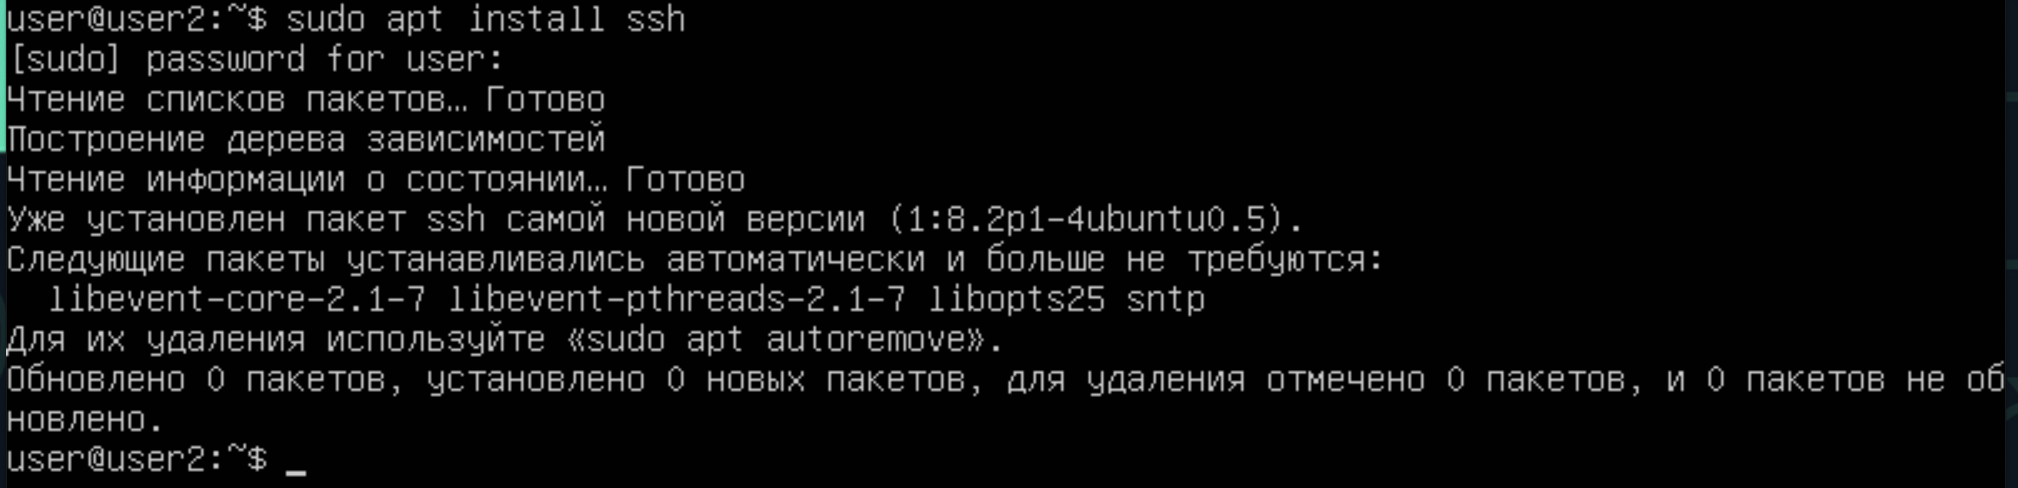 user@user2:~$ sudo apt install ssh
[sudo] password for user:
Чтение списков пакетов… Готово
Построение дерева зависимостей
Чтение информации о состоянии… Готово
Уже установлен пакет ssh самой новой версии (1:8.2p1-4ubuntu0.5).
Следующие пакеты устанавливались автоматически и больше не требуются:
  libevent-core-2.1-7 libevent-pthreads-2.1-7 libopts25 sntp
Для их удаления используйте «sudo apt autoremove».
Обновлено 0 пакетов, установлено 0 новых пакетов, для удаления отмечено 0 пакетов, и 0 пакетов не об
новлено.
user@user2:~$ _